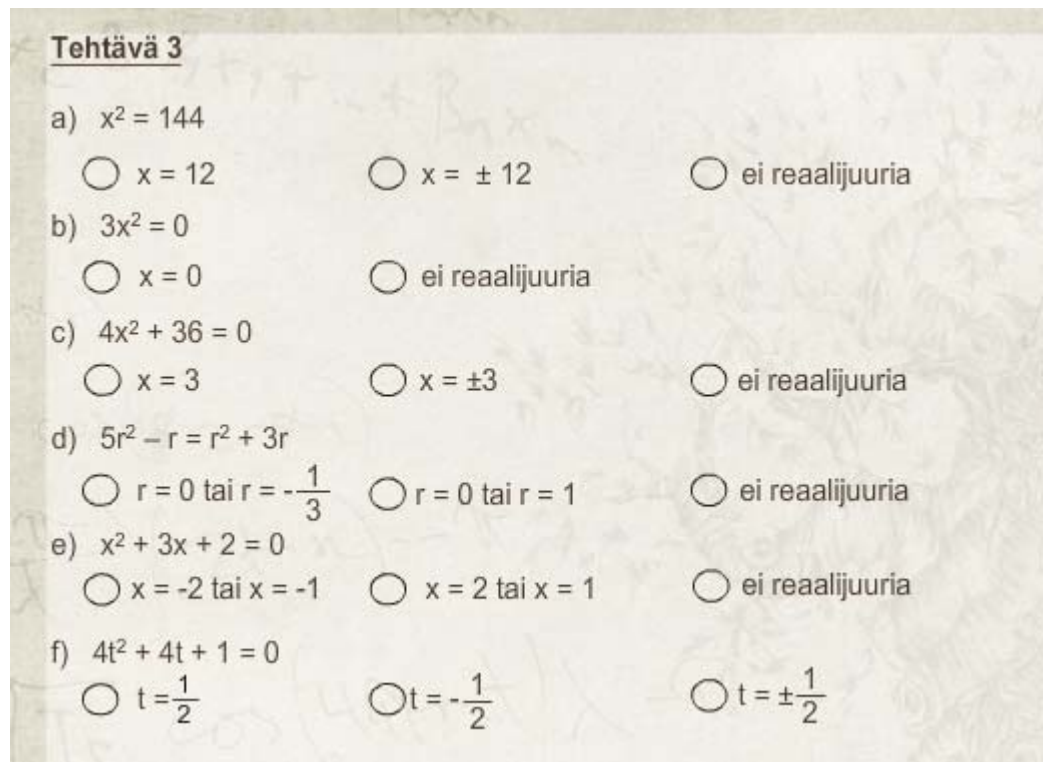 Tehtävä 3
a) x² = 144
x = 12 x = ± 12 ei reaalijuuria
b) 3x² = 0
x = 0 ei reaalijuuria
c) 4x² + 36 = 0
x = 3 x = ±3 ei reaalijuuria
d) 5r² – r = r² + 3r
r = 0 tai r = -1/3 r = 0 tai r = 1 ei reaalijuuria
e) x² + 3x + 2 = 0
x = -2 tai x = -1 x = 2 tai x = 1 ei reaalijuuria
f) 4t² + 4t + 1 = 0
t = 1/2 t = -1/2 t = ±1/2